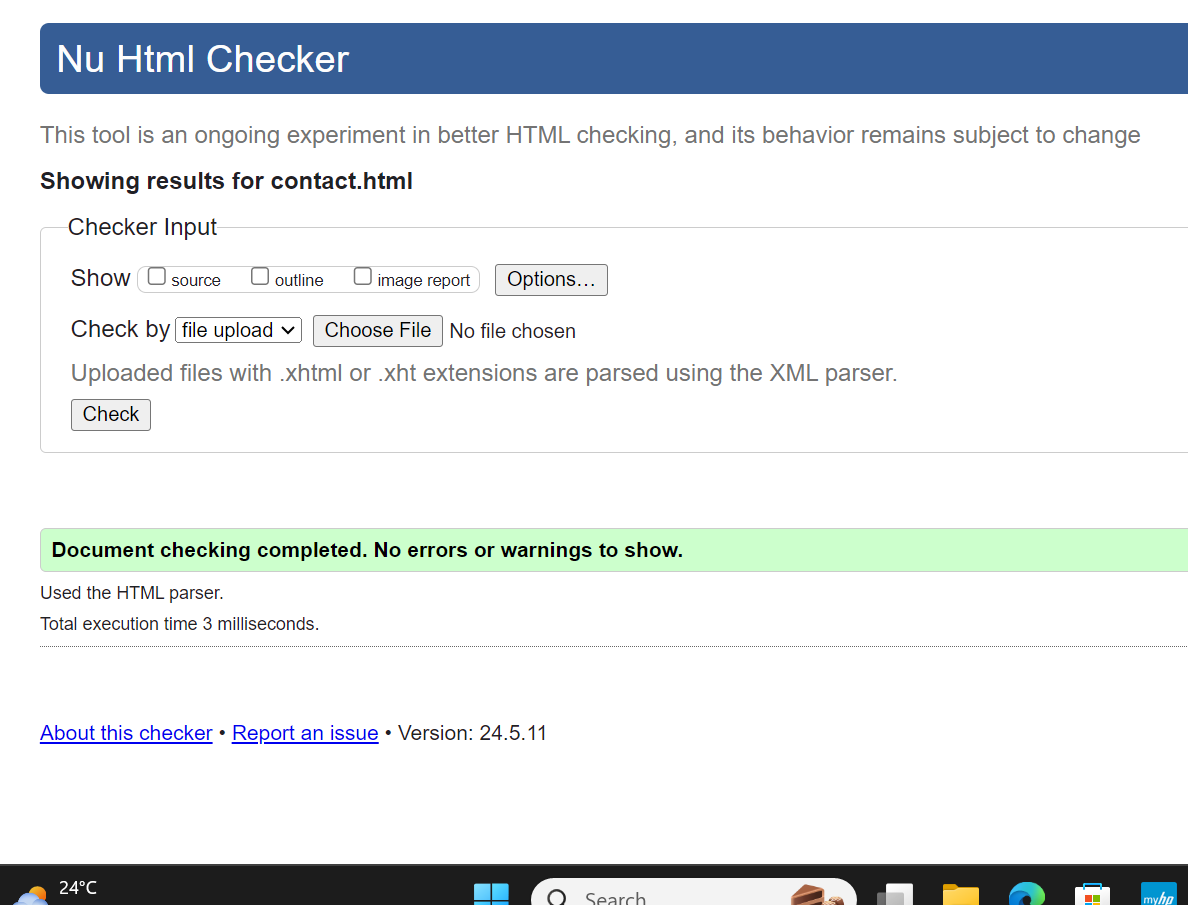 Nu Html Checker
This tool is an ongoing experiment in better HTML checking, and its behavior remains subject to change
Showing results for contact.html
Checker Input
Show source outline image report Options...
Check by file upload Choose File No file chosen
Uploaded files with .xhtml or .xht extensions are parsed using the XML parser.
Check
Document checking completed. No errors or warnings to show.
Used the HTML parser.
Total execution time 3 milliseconds.
About this checker • Report an issue • Version: 24.5.11
24°C
Search
myhp